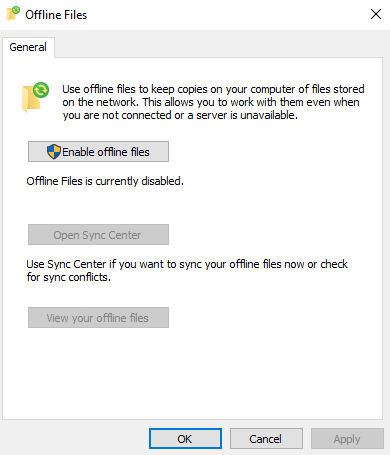 Offline Files
General
Use offline files to keep copies on your computer of files stored
on the network. This allows you to work with them even when
you are not connected or a server is unavailable.
Enable offline files
Offline Files is currently disabled.
Open Sync Center
Use Sync Center if you want to sync your offline files now or check
for sync conflicts.
View your offline files
OK Cancel Apply